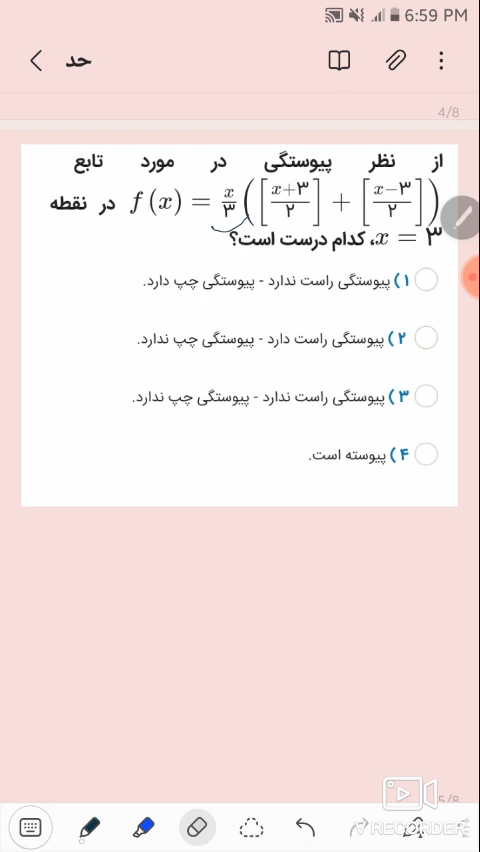 6:59 PM
حد
4/8
از نظر پیوستگی در مورد تابع
f(x) = x/۳ ([x+۳/۲] + [x−۳/۲]) در نقطه
x = ۳، کدام درست است؟
۱) پیوستگی راست ندارد - پیوستگی چپ دارد.
۲) پیوستگی راست دارد - پیوستگی چپ ندارد.
۳) پیوستگی راست ندارد - پیوستگی چپ ندارد.
۴) پیوسته است.
5/8
RECORDER